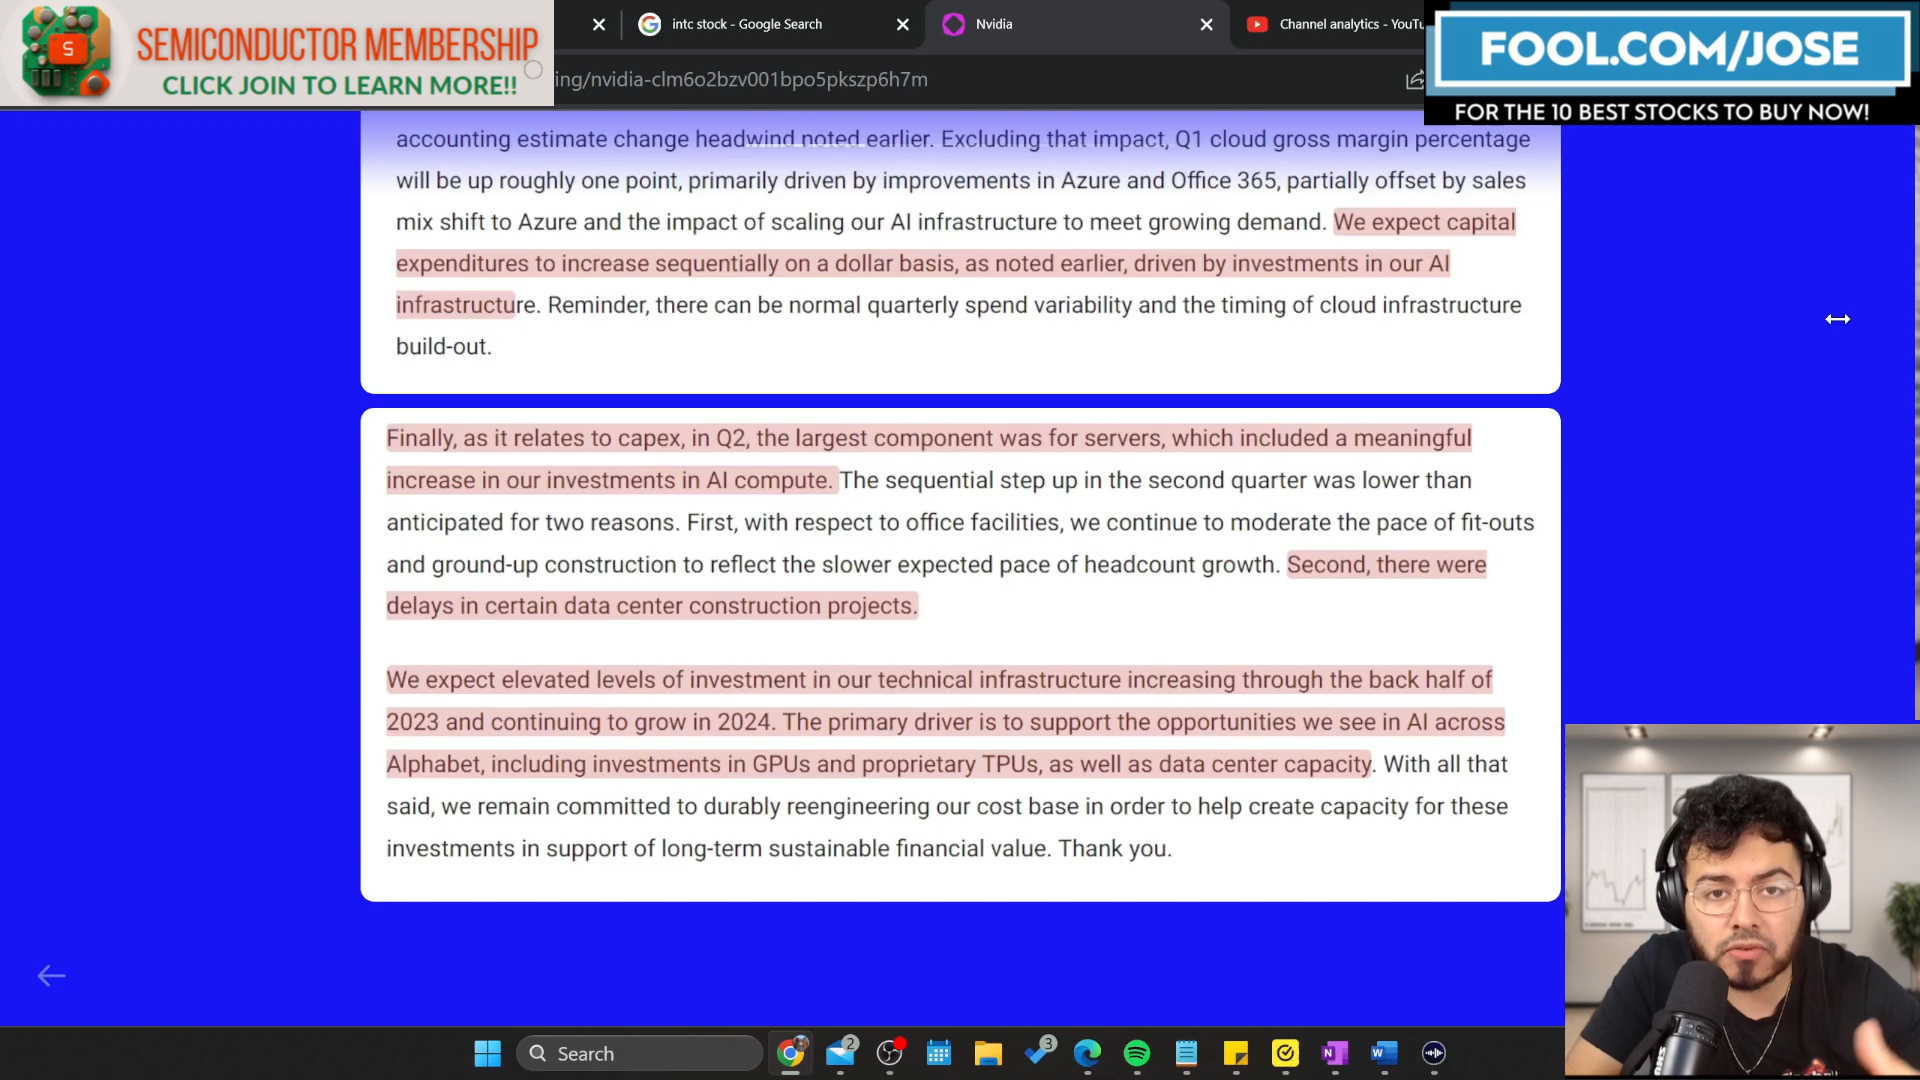 SEMICONDUCTOR MEMBERSHIP
CLICK JOIN TO LEARN MORE!!
S
intc stock - Google Search
Nvidia
Channel analytics - YouTu
FOOL.COM/JOSE
FOR THE 10 BEST STOCKS TO BUY NOW!
ing/nvidia-clm6o2bzv001bpo5pkszp6h7m
accounting estimate change headwind noted earlier. Excluding that impact, Q1 cloud gross margin percentage
will be up roughly one point, primarily driven by improvements in Azure and Office 365, partially offset by sales
mix shift to Azure and the impact of scaling our AI infrastructure to meet growing demand. We expect capital
expenditures to increase sequentially on a dollar basis, as noted earlier, driven by investments in our AI
infrastructure. Reminder, there can be normal quarterly spend variability and the timing of cloud infrastructure
build-out.
Finally, as it relates to capex, in Q2, the largest component was for servers, which included a meaningful
increase in our investments in AI compute. The sequential step up in the second quarter was lower than
anticipated for two reasons. First, with respect to office facilities, we continue to moderate the pace of fit-outs
and ground-up construction to reflect the slower expected pace of headcount growth. Second, there were
delays in certain data center construction projects.
We expect elevated levels of investment in our technical infrastructure increasing through the back half of
2023 and continuing to grow in 2024. The primary driver is to support the opportunities we see in AI across
Alphabet, including investments in GPUs and proprietary TPUs, as well as data center capacity. With all that
said, we remain committed to durably reengineering our cost base in order to help create capacity for these
investments in support of long-term sustainable financial value. Thank you.
Search
2
3
N
W